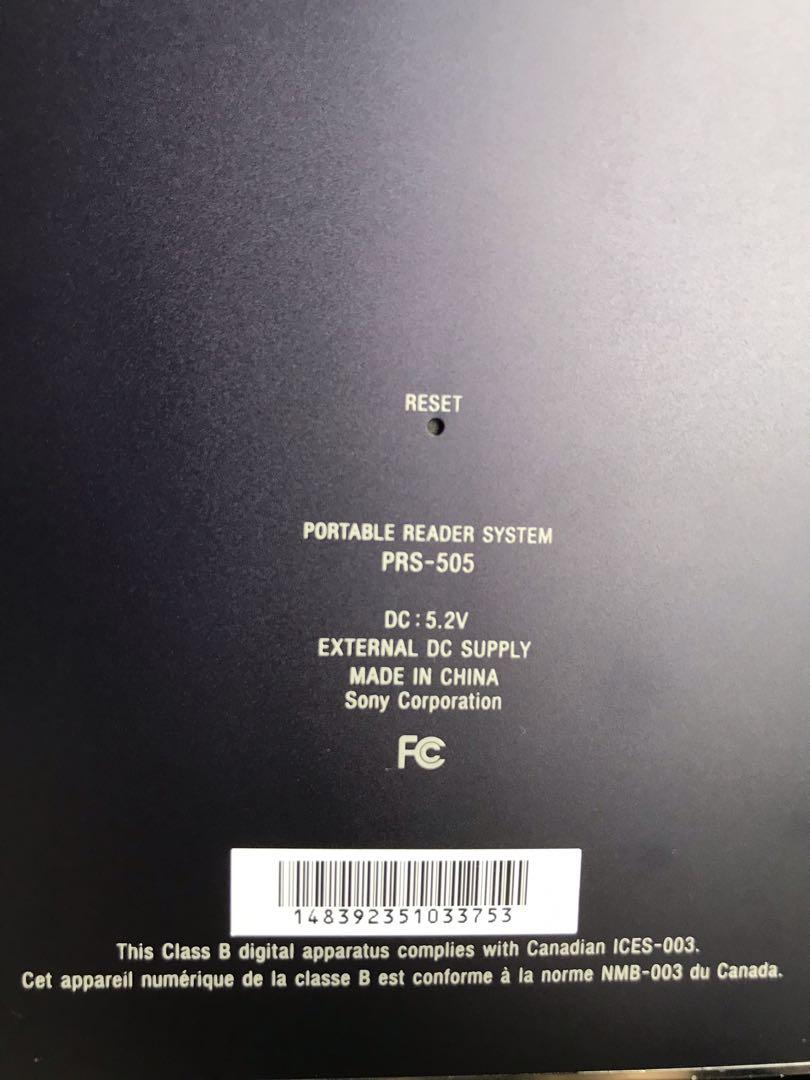 RESET
PORTABLE READER SYSTEM
PRS-505
DC : 5.2V
EXTERNAL DC SUPPLY
MADE IN CHINA
Sony Corporation
FC
148392351033753
This Class B digital apparatus complies with Canadian ICES-003.
Cet appareil numérique de la classe B est conforme à la norme NMB-003 du Canada.